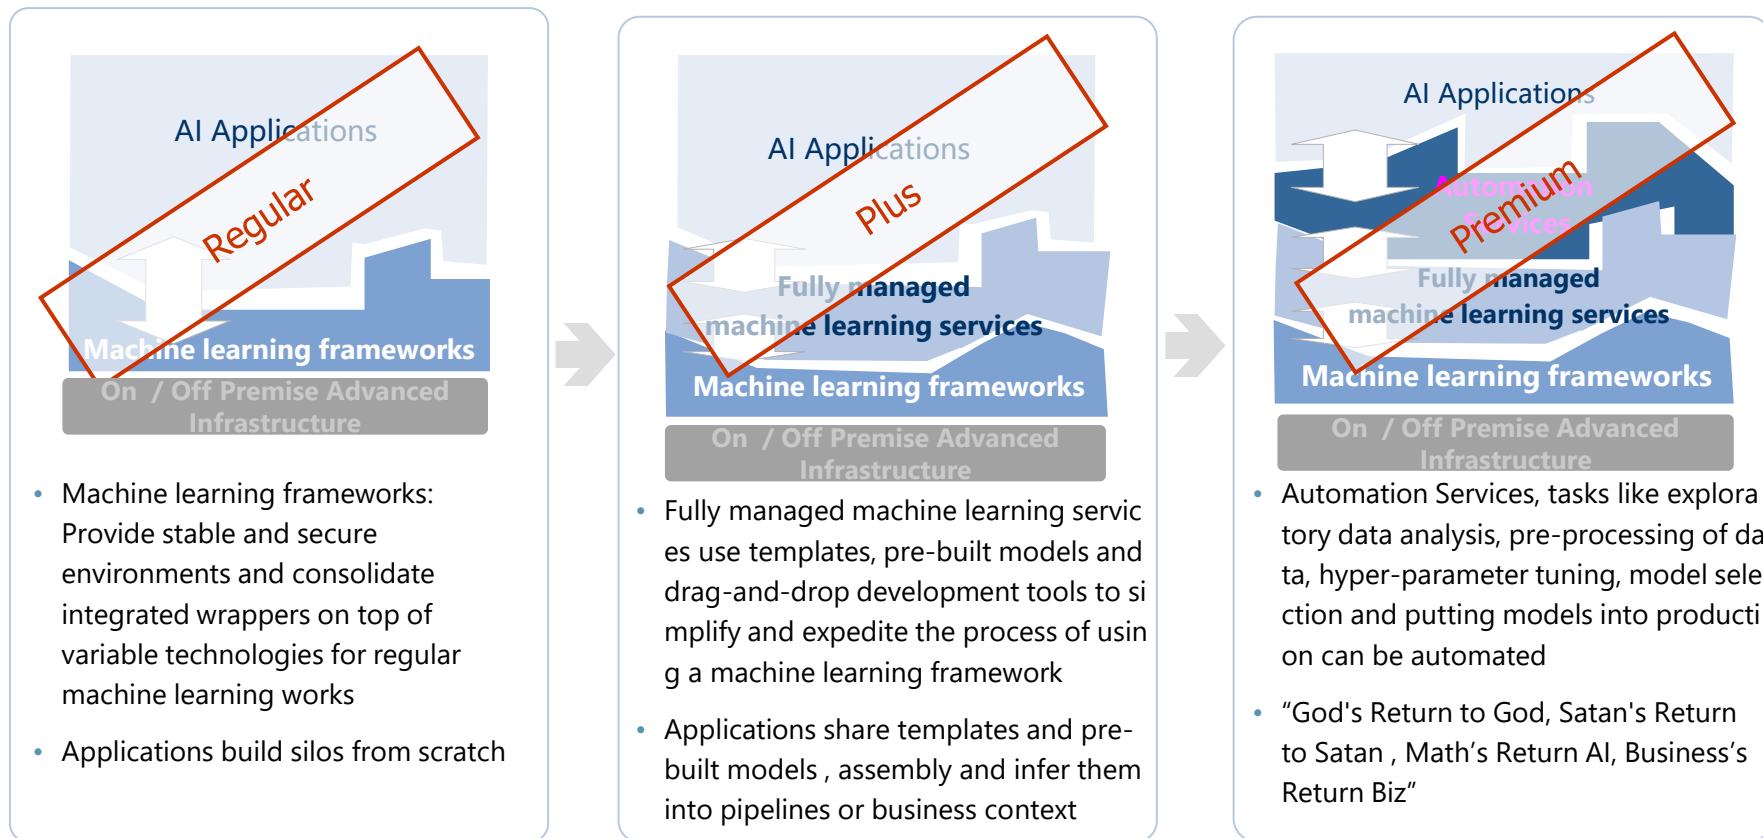 AI Applications
Regular
Machine learning frameworks
On / Off Premise Advanced
Infrastructure
• Machine learning frameworks:
Provide stable and secure
environments and consolidate
integrated wrappers on top of
variable technologies for regular
machine learning works
• Applications build silos from scratch
AI Applications
Plus
Fully managed
machine learning services
Machine learning frameworks
On / Off Premise Advanced
Infrastructure
• Fully managed machine learning servic
es use templates, pre-built models and
drag-and-drop development tools to si
mplify and expedite the process of usin
g a machine learning framework
• Applications share templates and pre-
built models , assembly and infer them
into pipelines or business context
AI Applications
Automation
Services
Premium
Fully managed
machine learning services
Machine learning frameworks
On / Off Premise Advanced
Infrastructure
• Automation Services, tasks like explora
tory data analysis, pre-processing of da
ta, hyper-parameter tuning, model sele
ction and putting models into producti
on can be automated
• “God's Return to God, Satan's Return
to Satan , Math’s Return AI, Business’s
Return Biz”